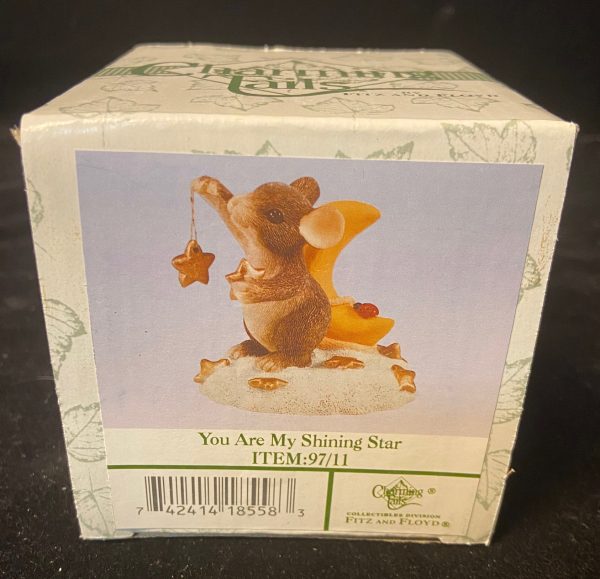 Charming
Tails
FITZ AND FLOYD
You Are My Shining Star
ITEM:97/11
7 42414 18558 3
Charming ®
Tails
COLLECTIBLES DIVISION
FITZ AND FLOYD®